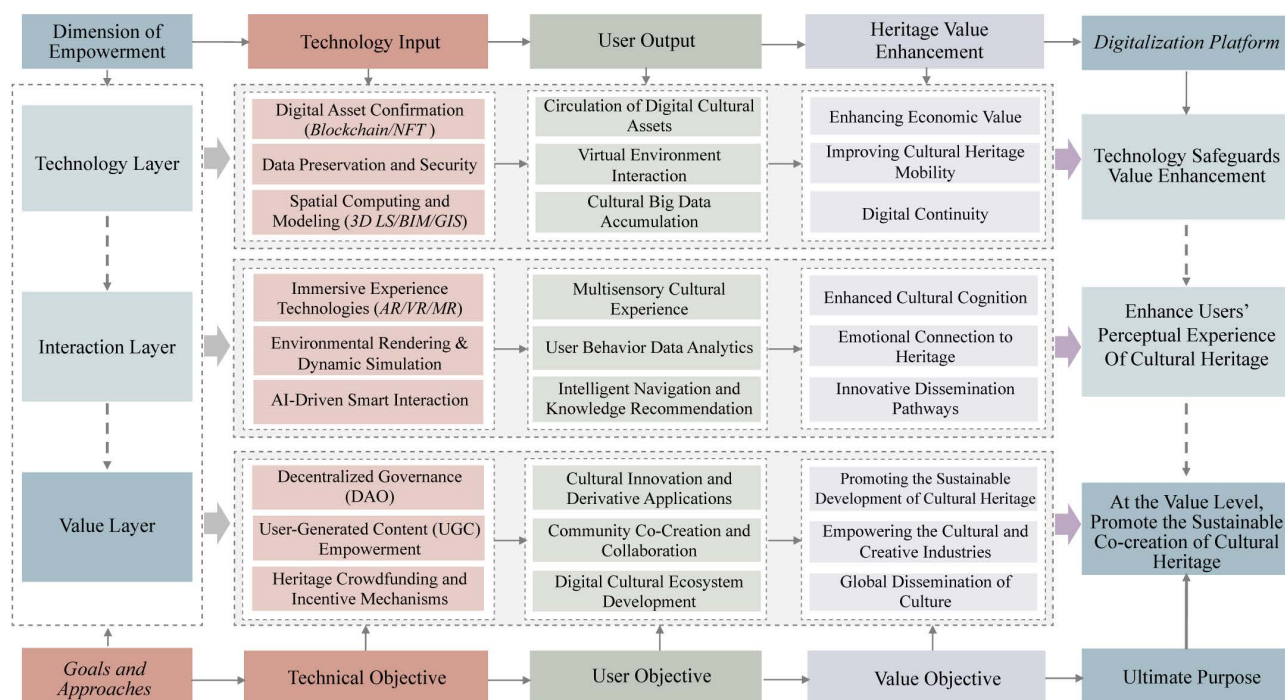 Dimension of
Empowerment
Technology Input
User Output
Heritage Value
Enhancement
Digitalization Platform
Technology Layer
Digital Asset Confirmation
(Blockchain/NFT )
Data Preservation and Security
Spatial Computing and
Modeling (3D LS/BIM/GIS)
Circulation of Digital Cultural
Assets
Virtual Environment
Interaction
Cultural Big Data
Accumulation
Enhancing Economic Value
Improving Cultural Heritage
Mobility
Digital Continuity
Technology Safeguards
Value Enhancement
Interaction Layer
Immersive Experience
Technologies (AR/VR/MR)
Environmental Rendering &
Dynamic Simulation
AI-Driven Smart Interaction
Multisensory Cultural
Experience
User Behavior Data Analytics
Intelligent Navigation and
Knowledge Recommendation
Enhanced Cultural Cognition
Emotional Connection to
Heritage
Innovative Dissemination
Pathways
Enhance Users’
Perceptual Experience
Of Cultural Heritage
Value Layer
Decentralized Governance
(DAO)
User-Generated Content (UGC)
Empowerment
Heritage Crowdfunding and
Incentive Mechanisms
Cultural Innovation and
Derivative Applications
Community Co-Creation and
Collaboration
Digital Cultural Ecosystem
Development
Promoting the Sustainable
Development of Cultural Heritage
Empowering the Cultural and
Creative Industries
Global Dissemination of
Culture
At the Value Level,
Promote the Sustainable
Co-creation of Cultural
Heritage
Goals and
Approaches
Technical Objective
User Objective
Value Objective
Ultimate Purpose